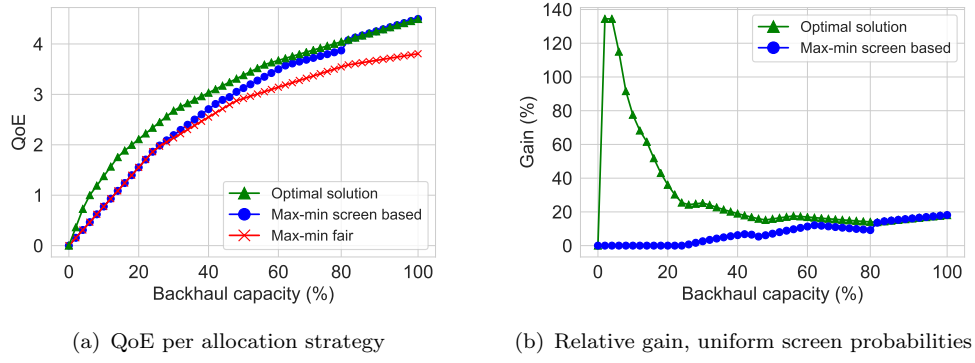 4
3
2
1
0
QoE
0
20
40
60
80
100
Backhaul capacity (%)
Optimal solution
Max-min screen based
Max-min fair
(a) QoE per allocation strategy
140
120
100
80
60
40
20
0
Gain (%)
0
20
40
60
80
100
Backhaul capacity (%)
Optimal solution
Max-min screen based
(b) Relative gain, uniform screen probabilities